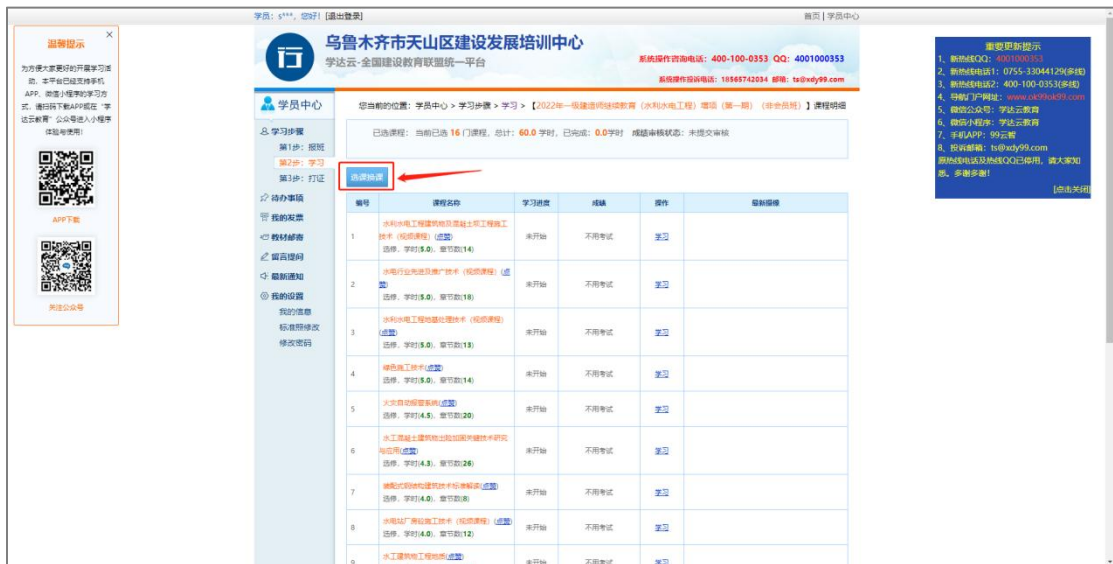 学员：s***，您好！[退出登录]
首页 | 学员中心
温馨提示
为方便大家更好的开展学习活
动，本平台已经支持手机
APP、微信小程序的学习方
式，请扫码下载APP或在“学
达云教育”公众号进入小程序
体验与使用！
APP下载
关注公众号
乌鲁木齐市天山区建设发展培训中心
学达云-全国建设教育联盟统一平台
系统操作咨询电话：400-100-0353 QQ：4001000353
系统操作投诉电话：18565742034 邮箱：ts@xdy99.com
重要更新提示
1、新热线QQ：4001000353
2、新热线电话1：0755-33044129(多线)
3、新热线电话2：400-100-0353(多线)
4、导航门户网址：www.ok99ok99.com
5、微信公众号：学达云教育
6、微信小程序：学达云教育
7、手机APP：99云智
8、投诉邮箱：ts@xdy99.com
原热线电话及热线QQ已停用，请大家知
悉。多谢多谢！
[点击关闭]
学员中心
学习步骤
第1步：报班
第2步：学习
第3步：打证
待办事项
我的发票
教材邮寄
留言提问
最新通知
我的设置
我的信息
标准照修改
修改密码
您当前的位置：学员中心 > 学习步骤 > 学习 > 【2022年一级建造师继续教育（水利水电工程）增项（第一期）（非会员班）】课程明细
已选课程：当前已选 16 门课程，总计：60.0 学时，已完成：0.0学时 成绩审核状态：未提交审核
选课换课
编号 课程名称 学习进度 成绩 操作 最新摄像
1 水利水电工程建筑物及混凝土坝工程施工
技术（视频课程）(点赞) 未开始 不用考试 学习
选修，学时(5.0)，章节数(14)
2 水电行业先进及推广技术（视频课程）(点
赞) 未开始 不用考试 学习
选修，学时(5.0)，章节数(18)
3 水利水电工程地基处理技术（视频课程）
(点赞) 未开始 不用考试 学习
选修，学时(5.0)，章节数(13)
4 绿色施工技术(点赞) 未开始 不用考试 学习
选修，学时(5.0)，章节数(14)
5 火灾自动报警系统(点赞) 未开始 不用考试 学习
选修，学时(4.5)，章节数(20)
6 水工混凝土建筑物出险加固关键技术研究
与应用(点赞) 未开始 不用考试 学习
选修，学时(4.3)，章节数(26)
7 装配式钢结构建筑技术标准解读(点赞) 未开始 不用考试 学习
选修，学时(4.0)，章节数(8)
8 水电站厂房处施工技术（视频课程）(点赞) 未开始 不用考试 学习
选修，学时(4.0)，章节数(12)
9 水工建筑物工程地质(点赞) 未开始 不用考试 学习